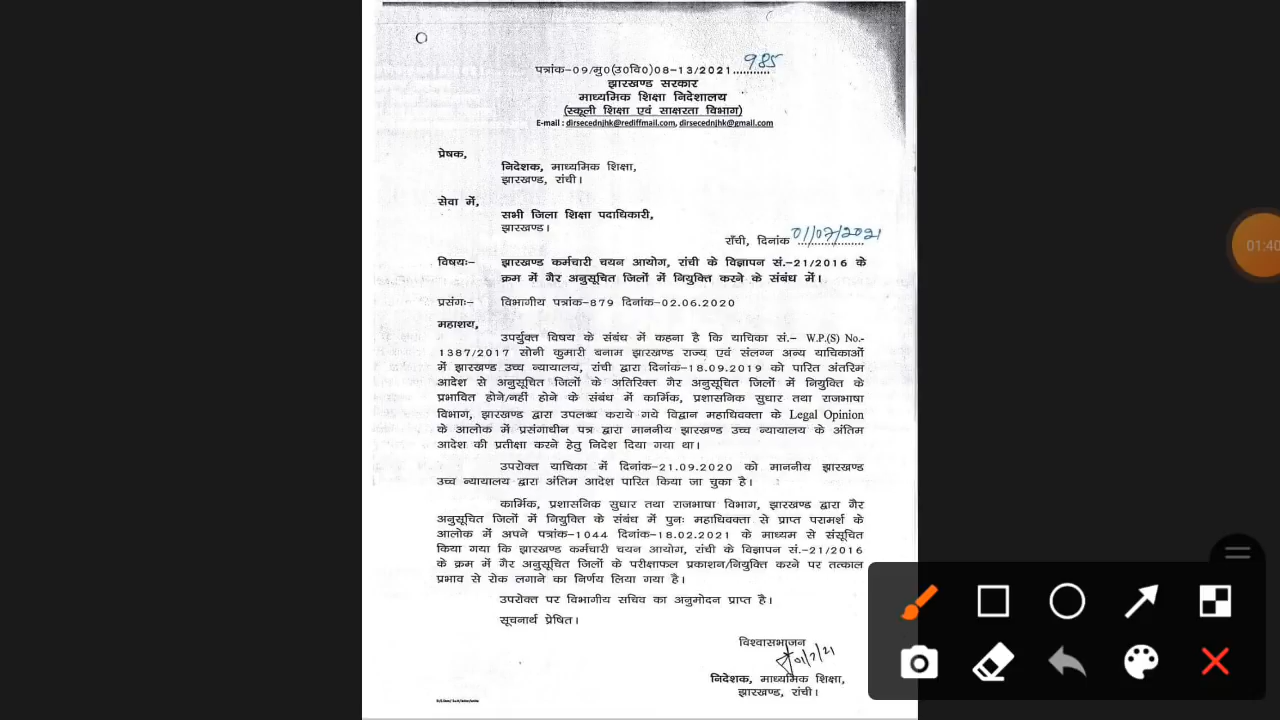 पत्रांक-09/मु0(उ0वि0)08-13/2021...985
झारखण्ड सरकार
माध्यमिक शिक्षा निदेशालय
(स्कूली शिक्षा एवं साक्षरता विभाग)
E-mail : dirsecednjhk@rediffmail.com, dirsecednjhk@gmail.com
प्रेषक,
निदेशक, माध्यमिक शिक्षा,
झारखण्ड, रांची।
सेवा में,
सभी जिला शिक्षा पदाधिकारी,
झारखण्ड।
राँची, दिनांक 01/07/2021
विषयः– झारखण्ड कर्मचारी चयन आयोग, रांची के विज्ञापन सं.–21/2016 के
क्रम में गैर अनुसूचित जिलों में नियुक्ति करने के संबंध में।
प्रसंगः– विभागीय पत्रांक–879 दिनांक–02.06.2020
महाशय,
उपर्युक्त विषय के संबंध में कहना है कि याचिका सं.– W.P.(S) No.-
1387/2017 सोनी कुमारी बनाम झारखण्ड राज्य एवं संलग्न अन्य याचिकाओं
में झारखण्ड उच्च न्यायालय, रांची द्वारा दिनांक–18.09.2019 को पारित अंतरिम
आदेश से अनुसूचित जिलों के अतिरिक्त गैर अनुसूचित जिलों में नियुक्ति के
प्रभावित होने/नहीं होने के संबंध में कार्मिक, प्रशासनिक सुधार तथा राजभाषा
विभाग, झारखण्ड द्वारा उपलब्ध कराये गये विद्वान महाधिवक्ता के Legal Opinion
के आलोक में प्रसंगाधीन पत्र द्वारा माननीय झारखण्ड उच्च न्यायालय के अंतिम
आदेश की प्रतीक्षा करने हेतु निदेश दिया गया था।
उपरोक्त याचिका में दिनांक–21.09.2020 को माननीय झारखण्ड
उच्च न्यायालय द्वारा अंतिम आदेश पारित किया जा चुका है।
कार्मिक, प्रशासनिक सुधार तथा राजभाषा विभाग, झारखण्ड द्वारा गैर
अनुसूचित जिलों में नियुक्ति के संबंध में पुनः महाधिवक्ता से प्राप्त परामर्श के
आलोक में अपने पत्रांक–1044 दिनांक–18.02.2021 के माध्यम से संसूचित
किया गया कि झारखण्ड कर्मचारी चयन आयोग, रांची के विज्ञापन सं.–21/2016
के क्रम में गैर अनुसूचित जिलों के परीक्षाफल प्रकाशन/नियुक्ति करने पर तत्काल
प्रभाव से रोक लगाने का निर्णय लिया गया है।
उपरोक्त पर विभागीय सचिव का अनुमोदन प्राप्त है।
सूचनार्थ प्रेषित।
विश्वासभाजन
01/7/21
निदेशक, माध्यमिक शिक्षा,
झारखण्ड, रांची।
01:40